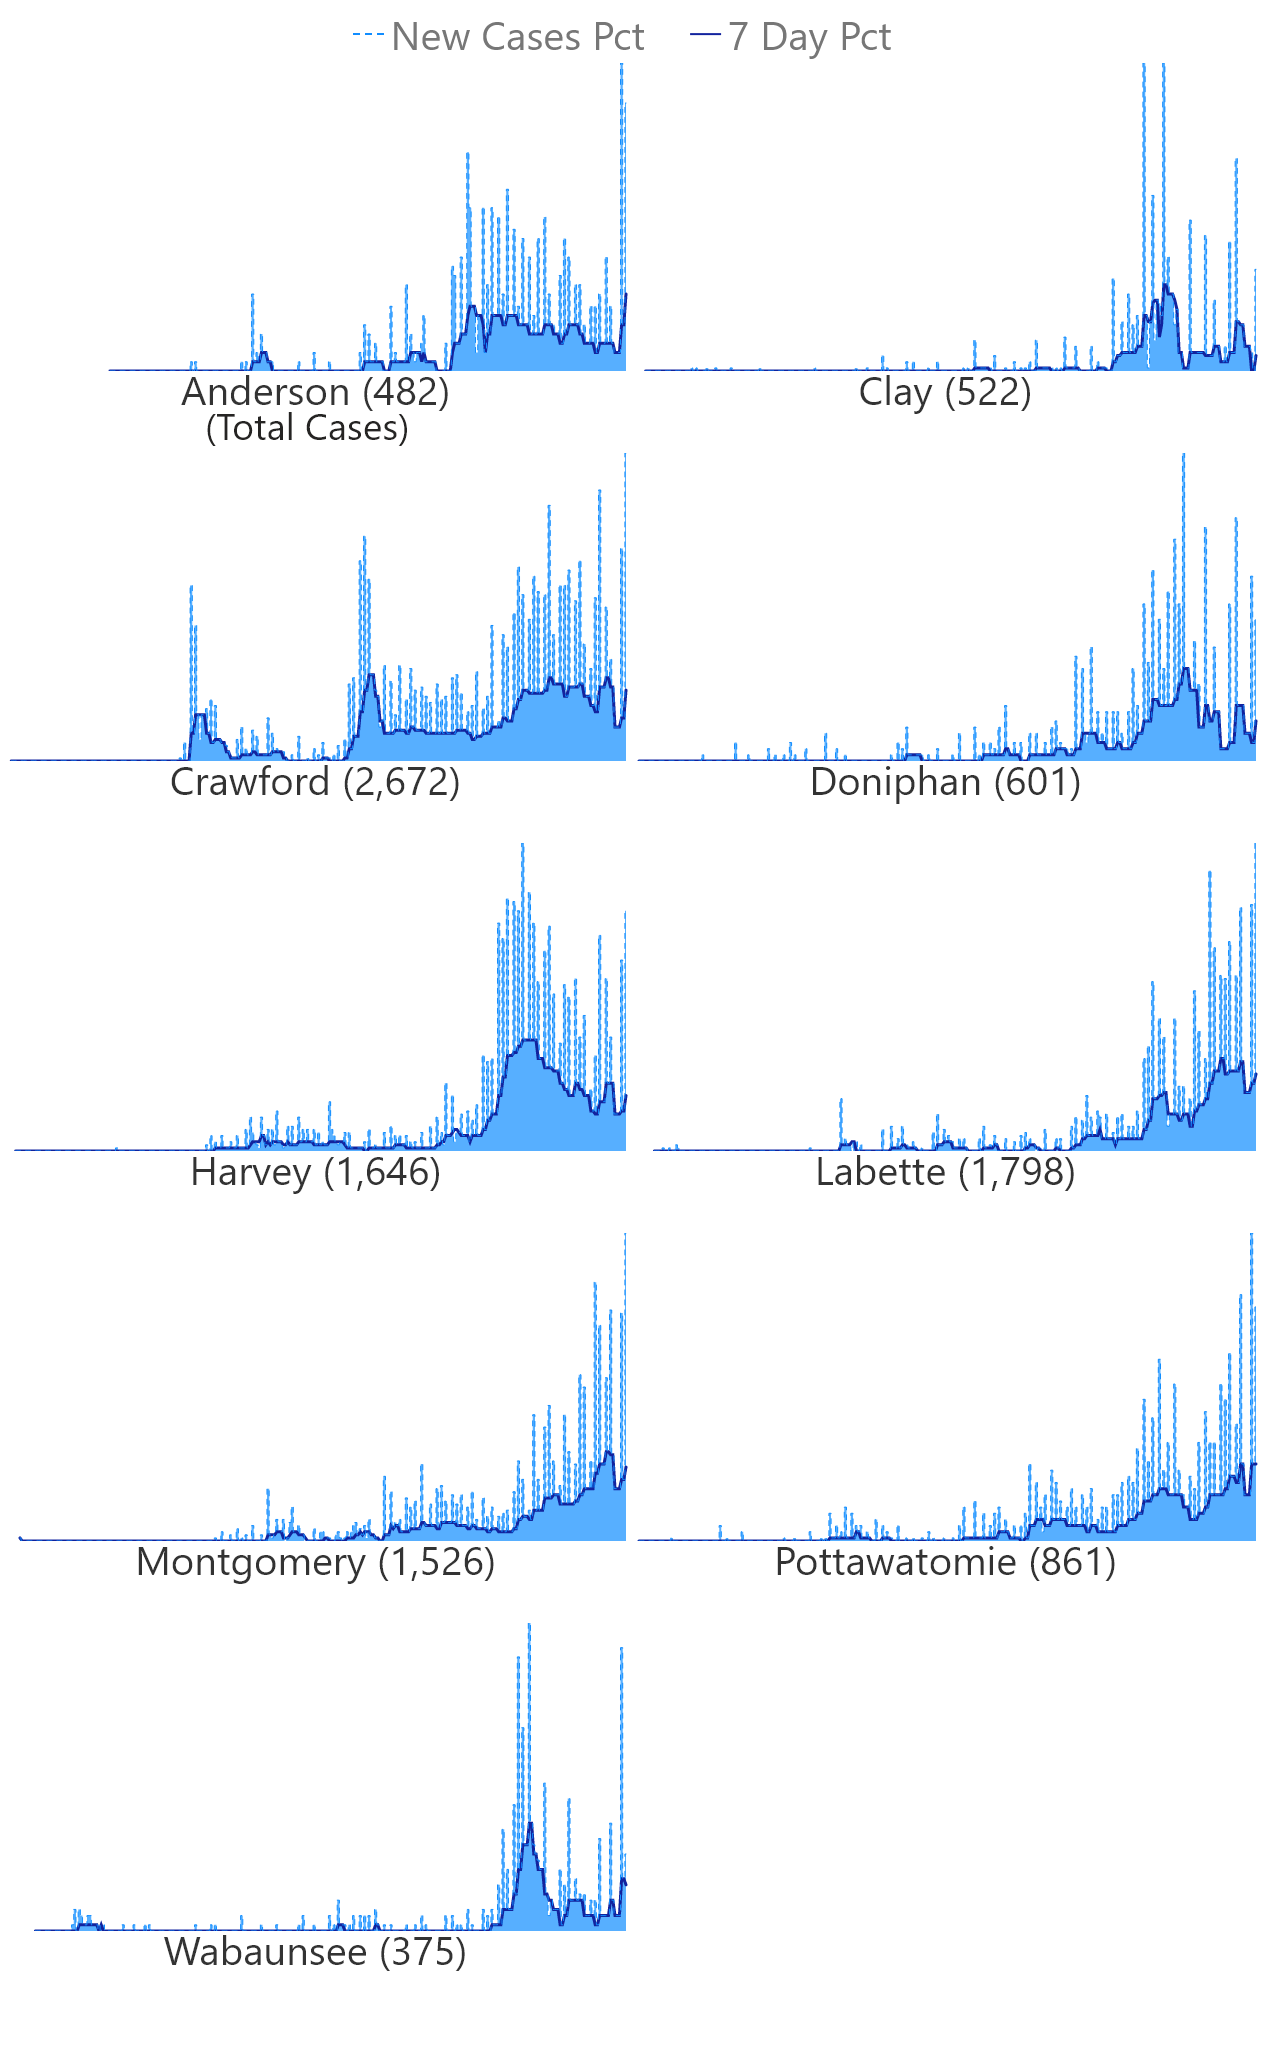 New Cases Pct 7 Day Pct
Anderson (482) Clay (522)
(Total Cases)
Crawford (2,672) Doniphan (601)
Harvey (1,646) Labette (1,798)
Montgomery (1,526) Pottawatomie (861)
Wabaunsee (375)